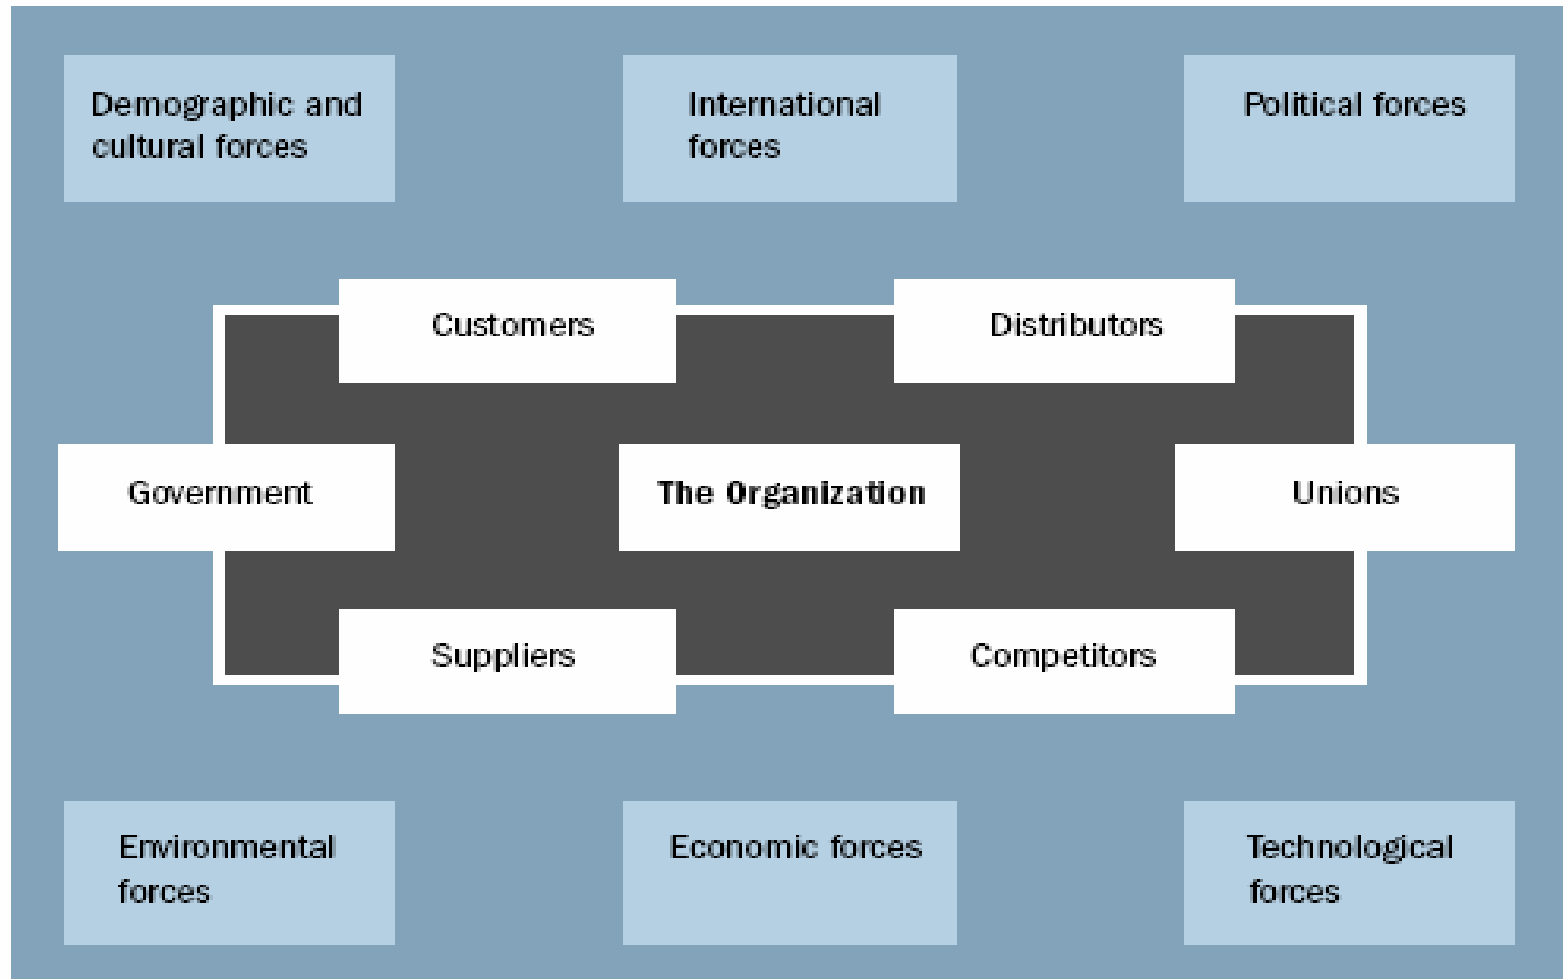 Demographic and
cultural forces
International
forces
Political forces
Customers
Distributors
Government
The Organization
Unions
Suppliers
Competitors
Environmental
forces
Economic forces
Technological
forces